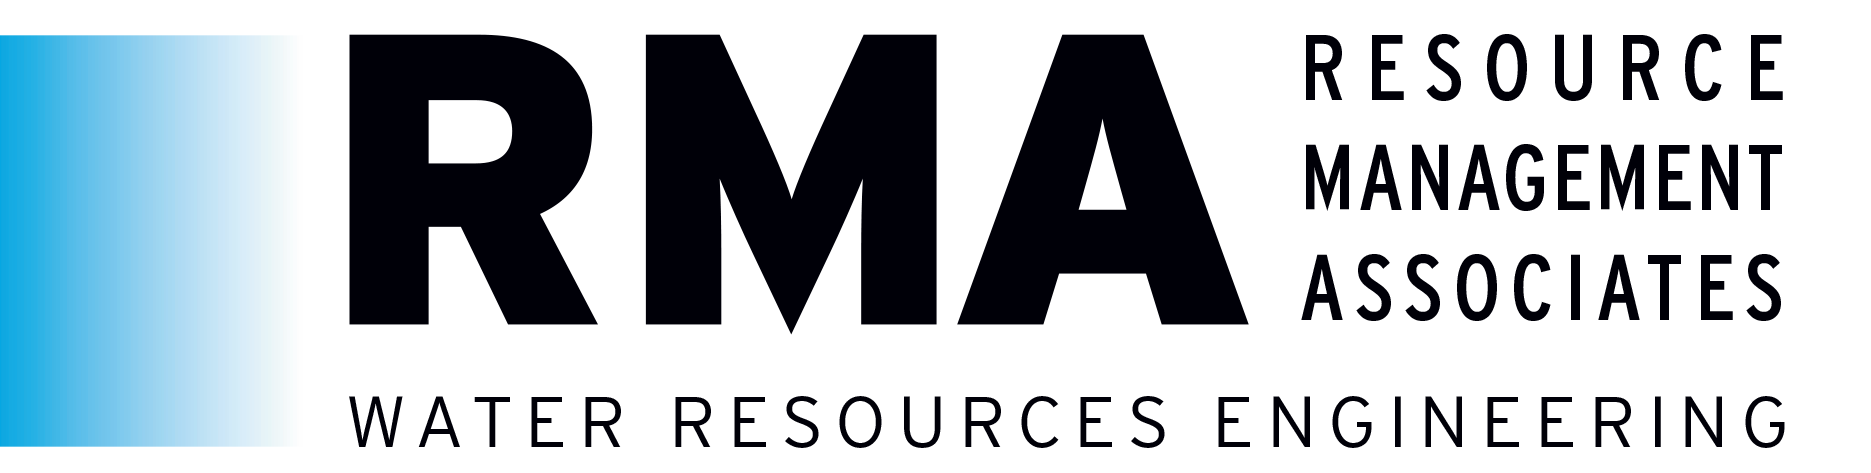 RMA
RESOURCE
MANAGEMENT
ASSOCIATES
WATER RESOURCES ENGINEERING